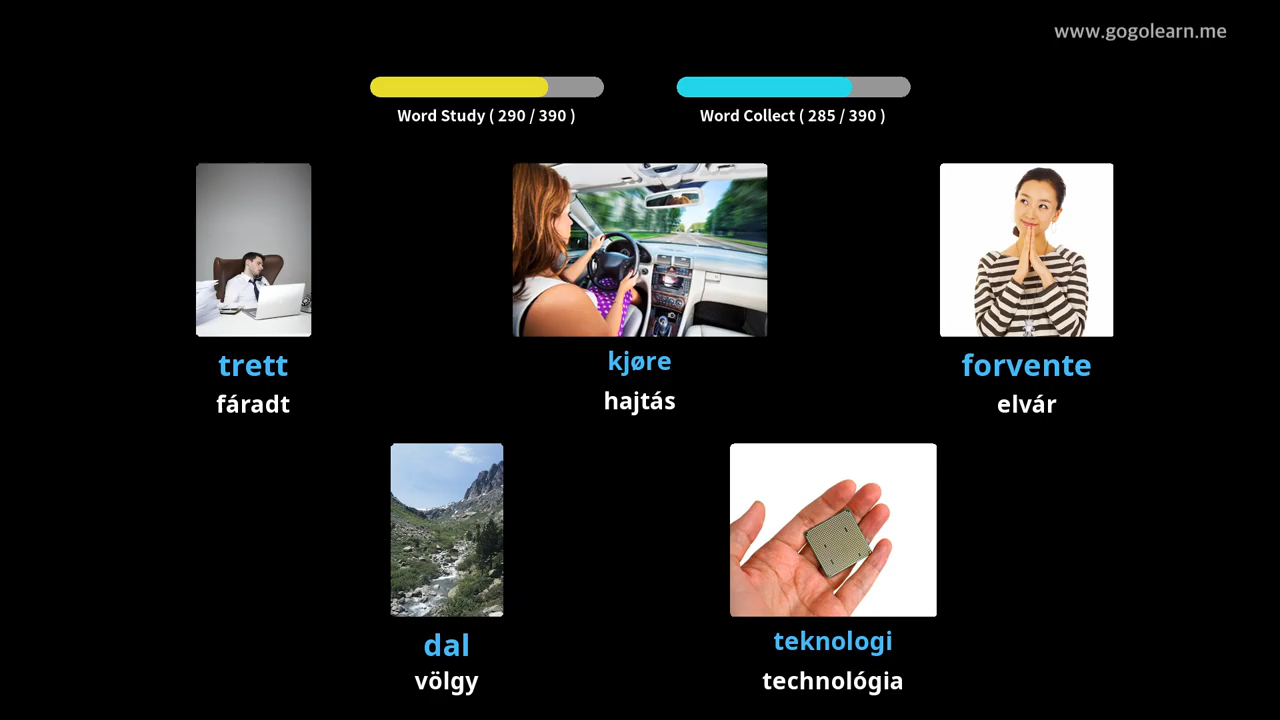 www.gogolearn.me
Word Study ( 290 / 390 )
Word Collect ( 285 / 390 )
trett
fáradt
kjøre
hajtás
forvente
elvár
dal
völgy
teknologi
technológia